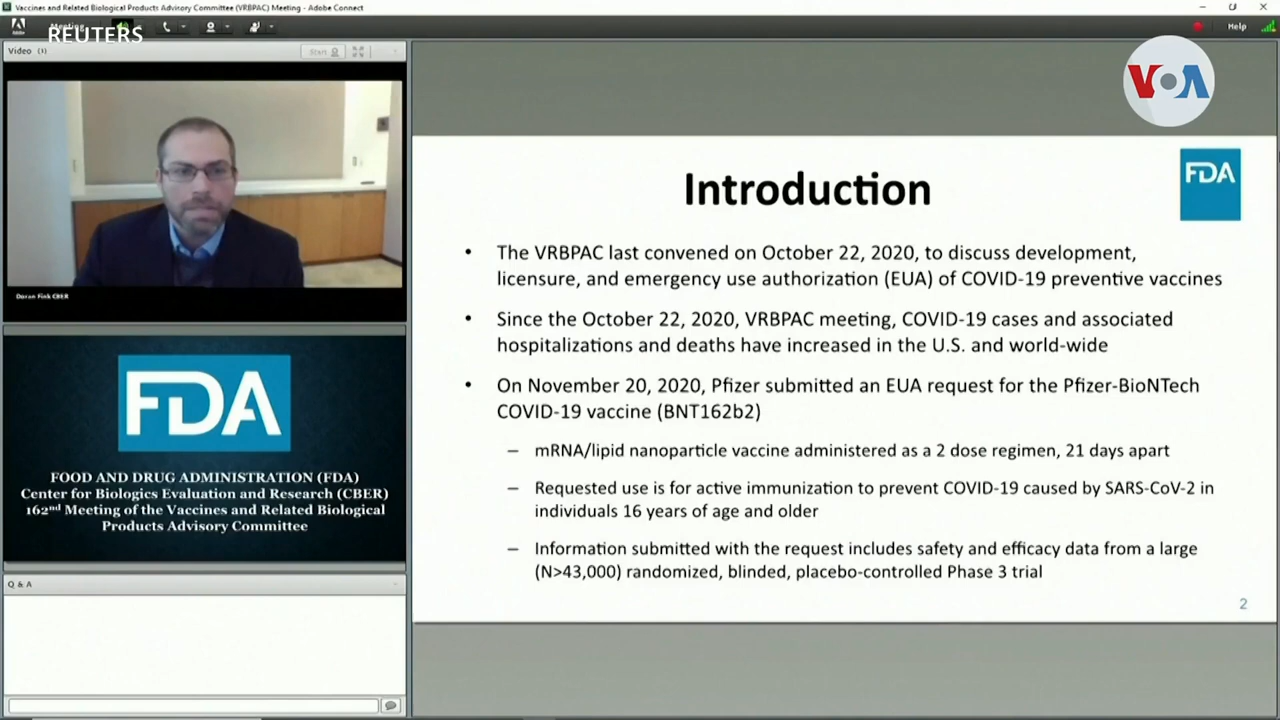 Vaccines and Related Biological Products Advisory Committee (VRBPAC) Meeting - Adobe Connect
Meeting
Help
REUTERS
Video (1)
Start
VOA
FDA
Introduction
• The VRBPAC last convened on October 22, 2020, to discuss development,
licensure, and emergency use authorization (EUA) of COVID-19 preventive vaccines
• Since the October 22, 2020, VRBPAC meeting, COVID-19 cases and associated
hospitalizations and deaths have increased in the U.S. and world-wide
• On November 20, 2020, Pfizer submitted an EUA request for the Pfizer-BioNTech
COVID-19 vaccine (BNT162b2)
– mRNA/lipid nanoparticle vaccine administered as a 2 dose regimen, 21 days apart
– Requested use is for active immunization to prevent COVID-19 caused by SARS-CoV-2 in
individuals 16 years of age and older
– Information submitted with the request includes safety and efficacy data from a large
(N>43,000) randomized, blinded, placebo-controlled Phase 3 trial
2
Doran Fink CBER
FDA
FOOD AND DRUG ADMINISTRATION (FDA)
Center for Biologics Evaluation and Research (CBER)
162nd Meeting of the Vaccines and Related Biological
Products Advisory Committee
Q & A